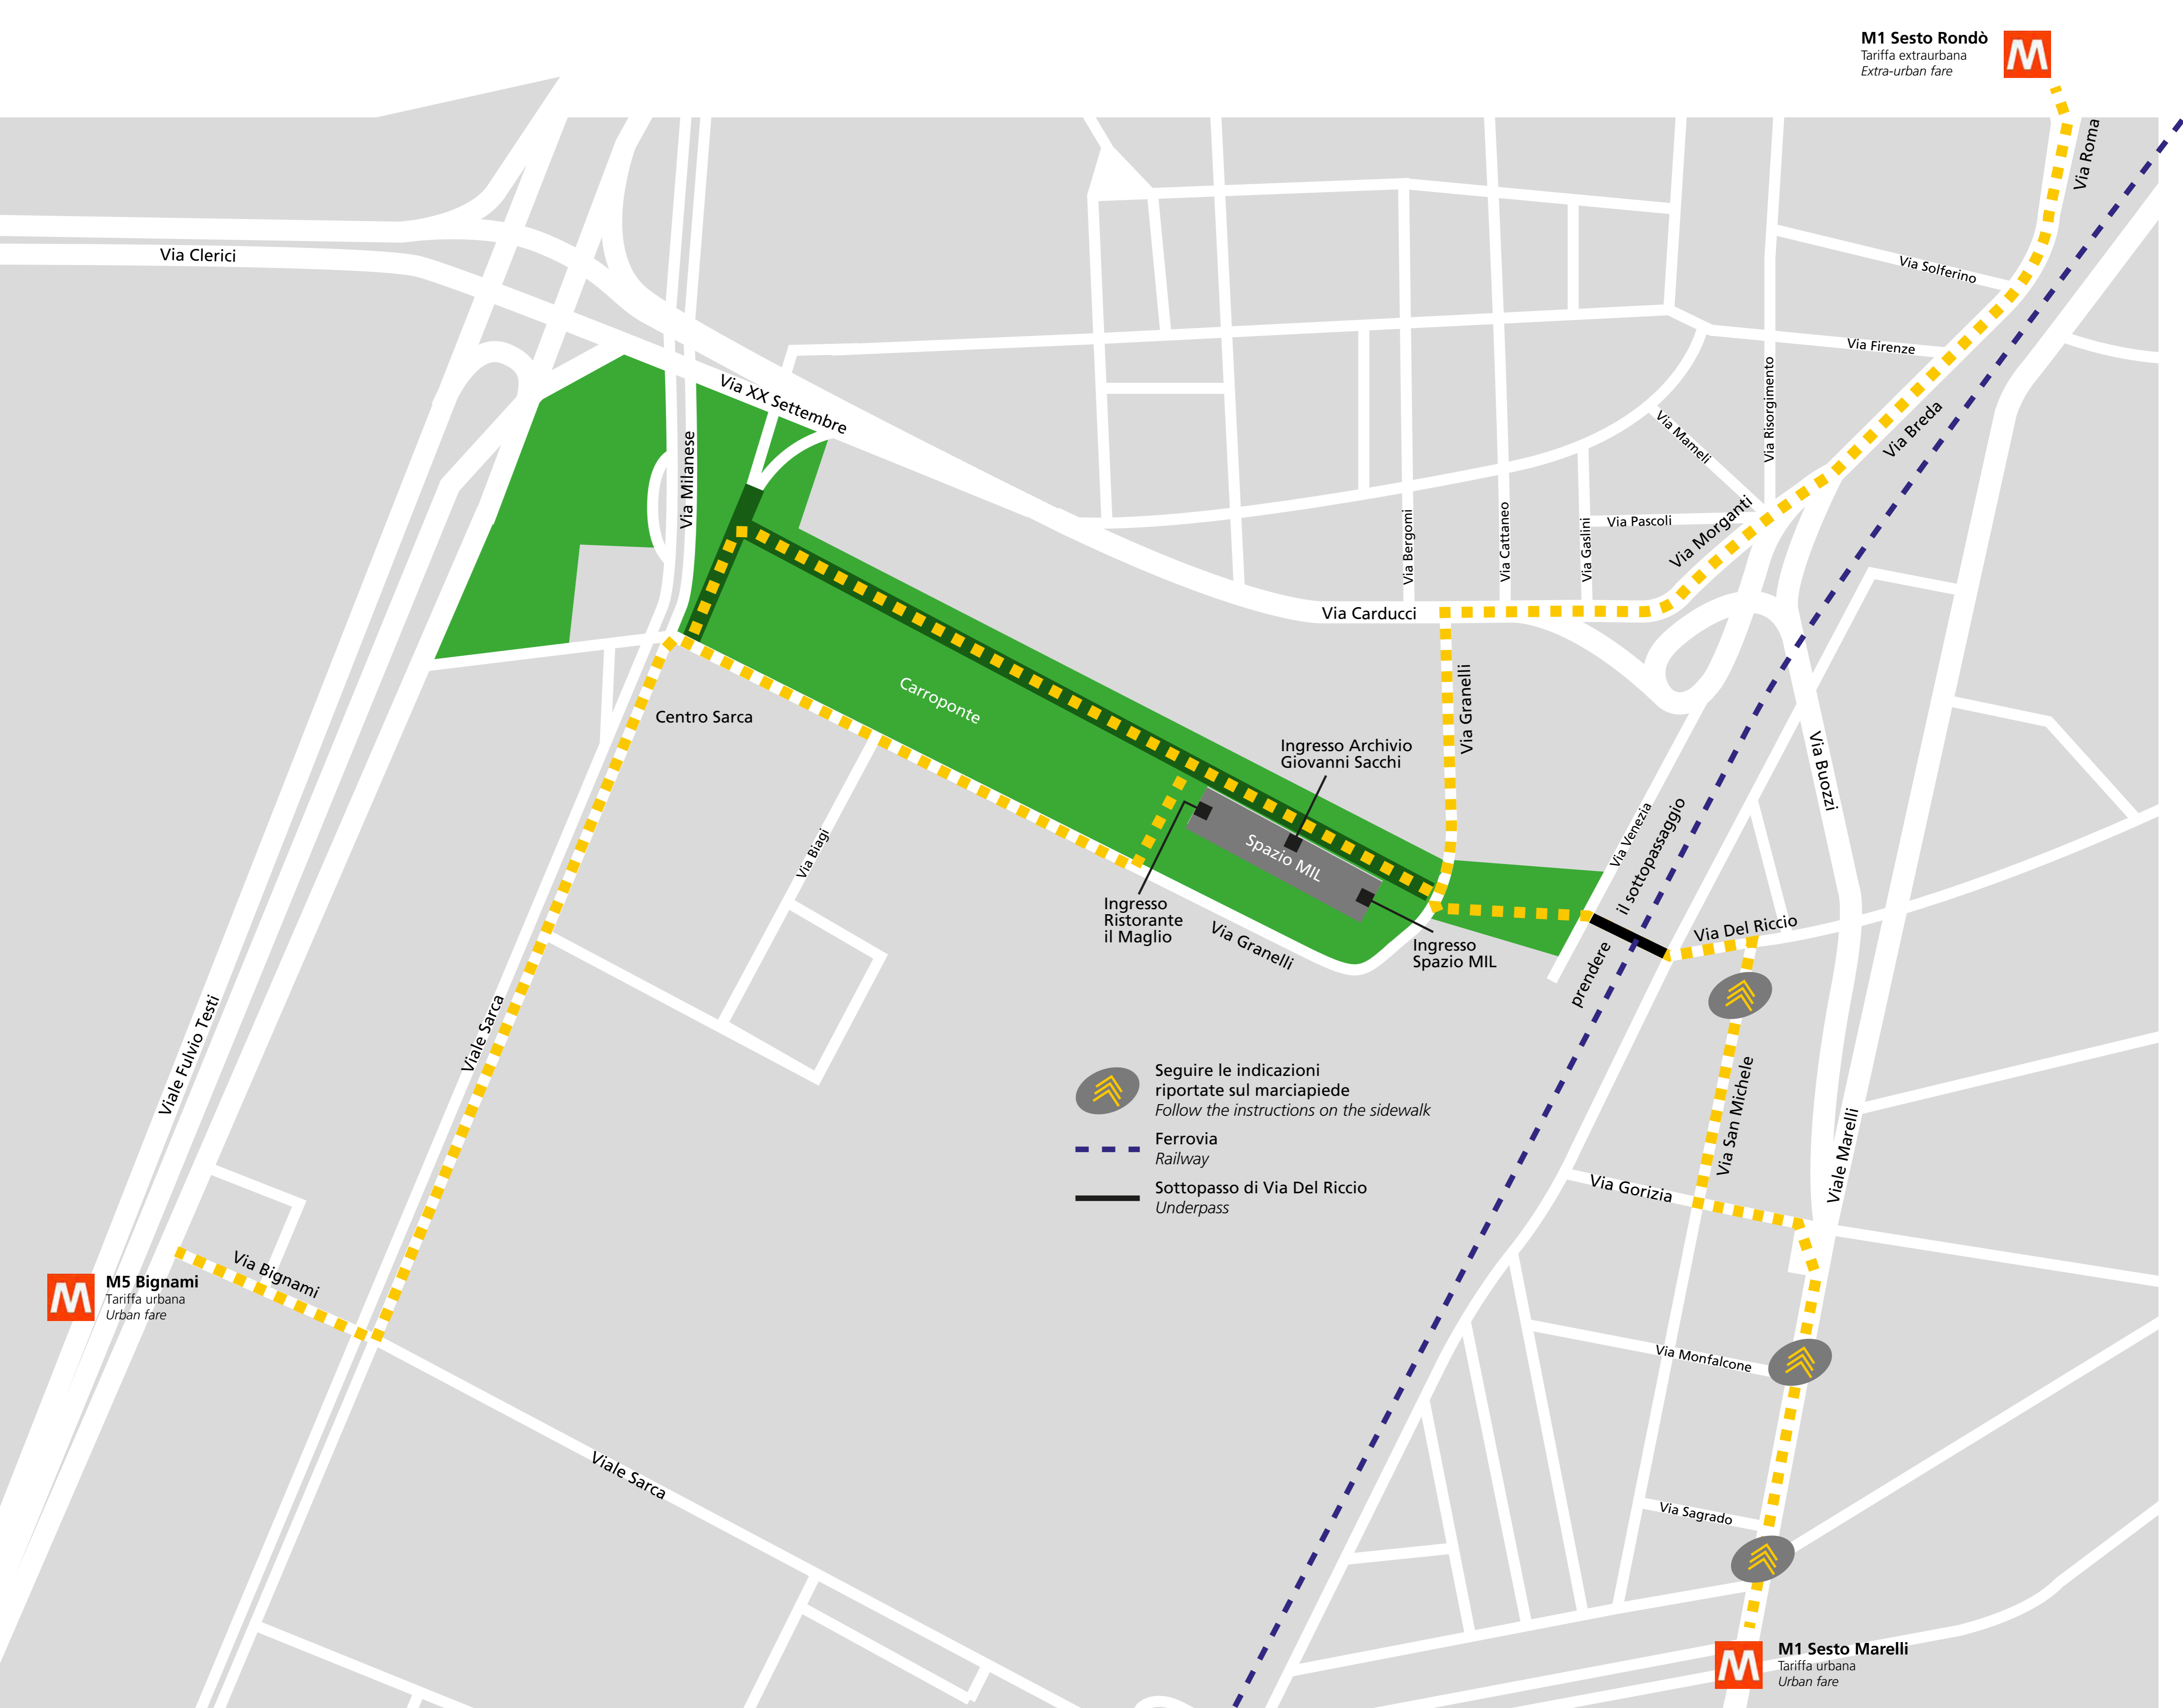 M1 Sesto Rondò
Tariffa extraurbana
Extra-urban fare
M
Via Roma
Via Clerici
Via Solferino
Via Firenze
Via XX Settembre
Via Milanese
Via Risorgimento
Via Mameli
Via Breda
Via Bergomi
Via Cattaneo
Via Gaslini
Via Pascoli
Via Morganti
Via Carducci
Via Granelli
Carroponte
Centro Sarca
Ingresso Archivio
Giovanni Sacchi
Via Buozzi
Via Venezia
prendere il sottopassaggio
Via Biagi
Spazio MIL
Ingresso
Ristorante
il Maglio
Via Granelli
Ingresso
Spazio MIL
Via Del Riccio
Viale Fulvio Testi
Viale Sarca
Seguire le indicazioni
riportate sul marciapiede
Follow the instructions on the sidewalk
Ferrovia
Railway
Sottopasso di Via Del Riccio
Underpass
Via San Michele
Viale Marelli
Via Gorizia
M
M5 Bignami
Tariffa urbana
Urban fare
Via Bignami
Via Monfalcone
Viale Sarca
Via Sagrado
M
M1 Sesto Marelli
Tariffa urbana
Urban fare